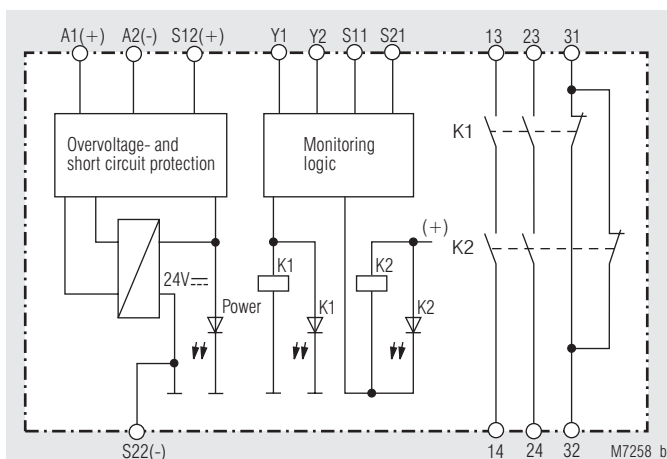 A1(+) A2(-) S12(+) Y1 Y2 S11 S21 13 23 31
Overvoltage- and
short circuit protection
Monitoring
logic
K1
(+)
K2
24V
K1
K2
Power
K1
K2
S22(-)
14 24 32
M7258 b